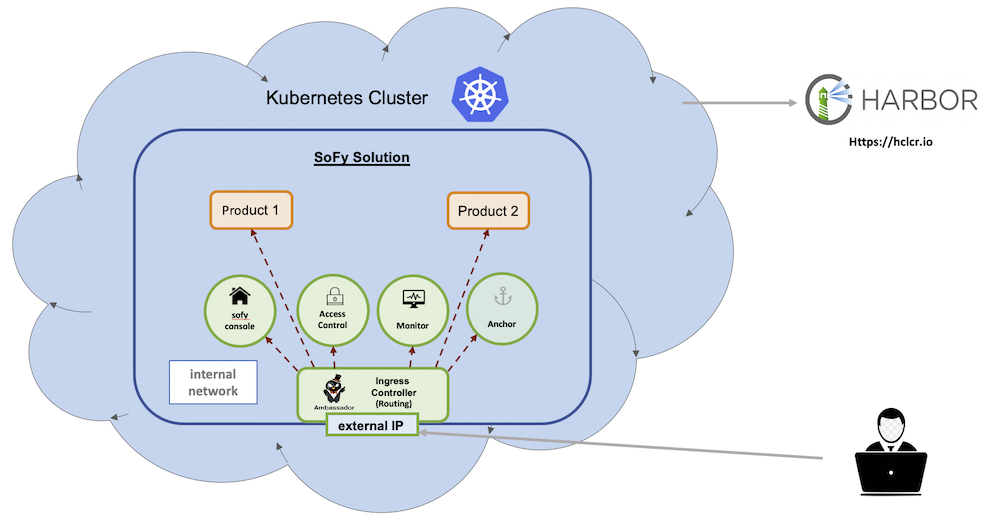 Kubernetes Cluster
HARBOR
Https://hclcr.io
SoFy Solution
Product 1
Product 2
sofy
console
Access
Control
Monitor
Anchor
internal
network
Ambassador
Ingress
Controller
(Routing)
external IP